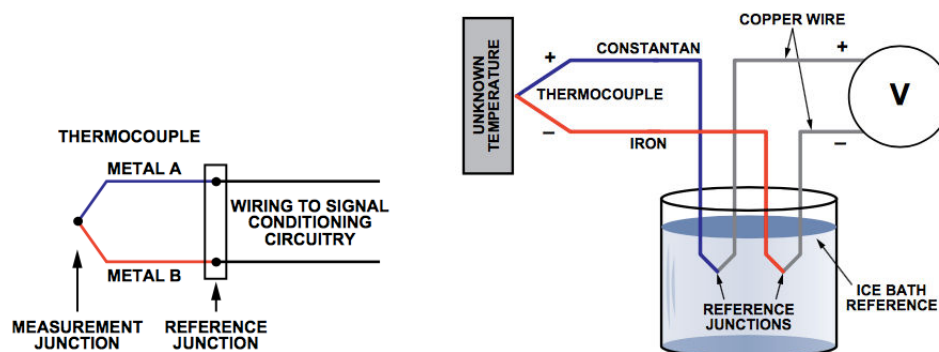 THERMOCOUPLE
METAL A
WIRING TO SIGNAL
CONDITIONING
CIRCUITRY
METAL B
MEASUREMENT
JUNCTION
REFERENCE
JUNCTION
COPPER WIRE
UNKNOWN
TEMPERATURE
+
CONSTANTAN
+
THERMOCOUPLE
V
–
IRON
–
REFERENCE
JUNCTIONS
ICE BATH
REFERENCE